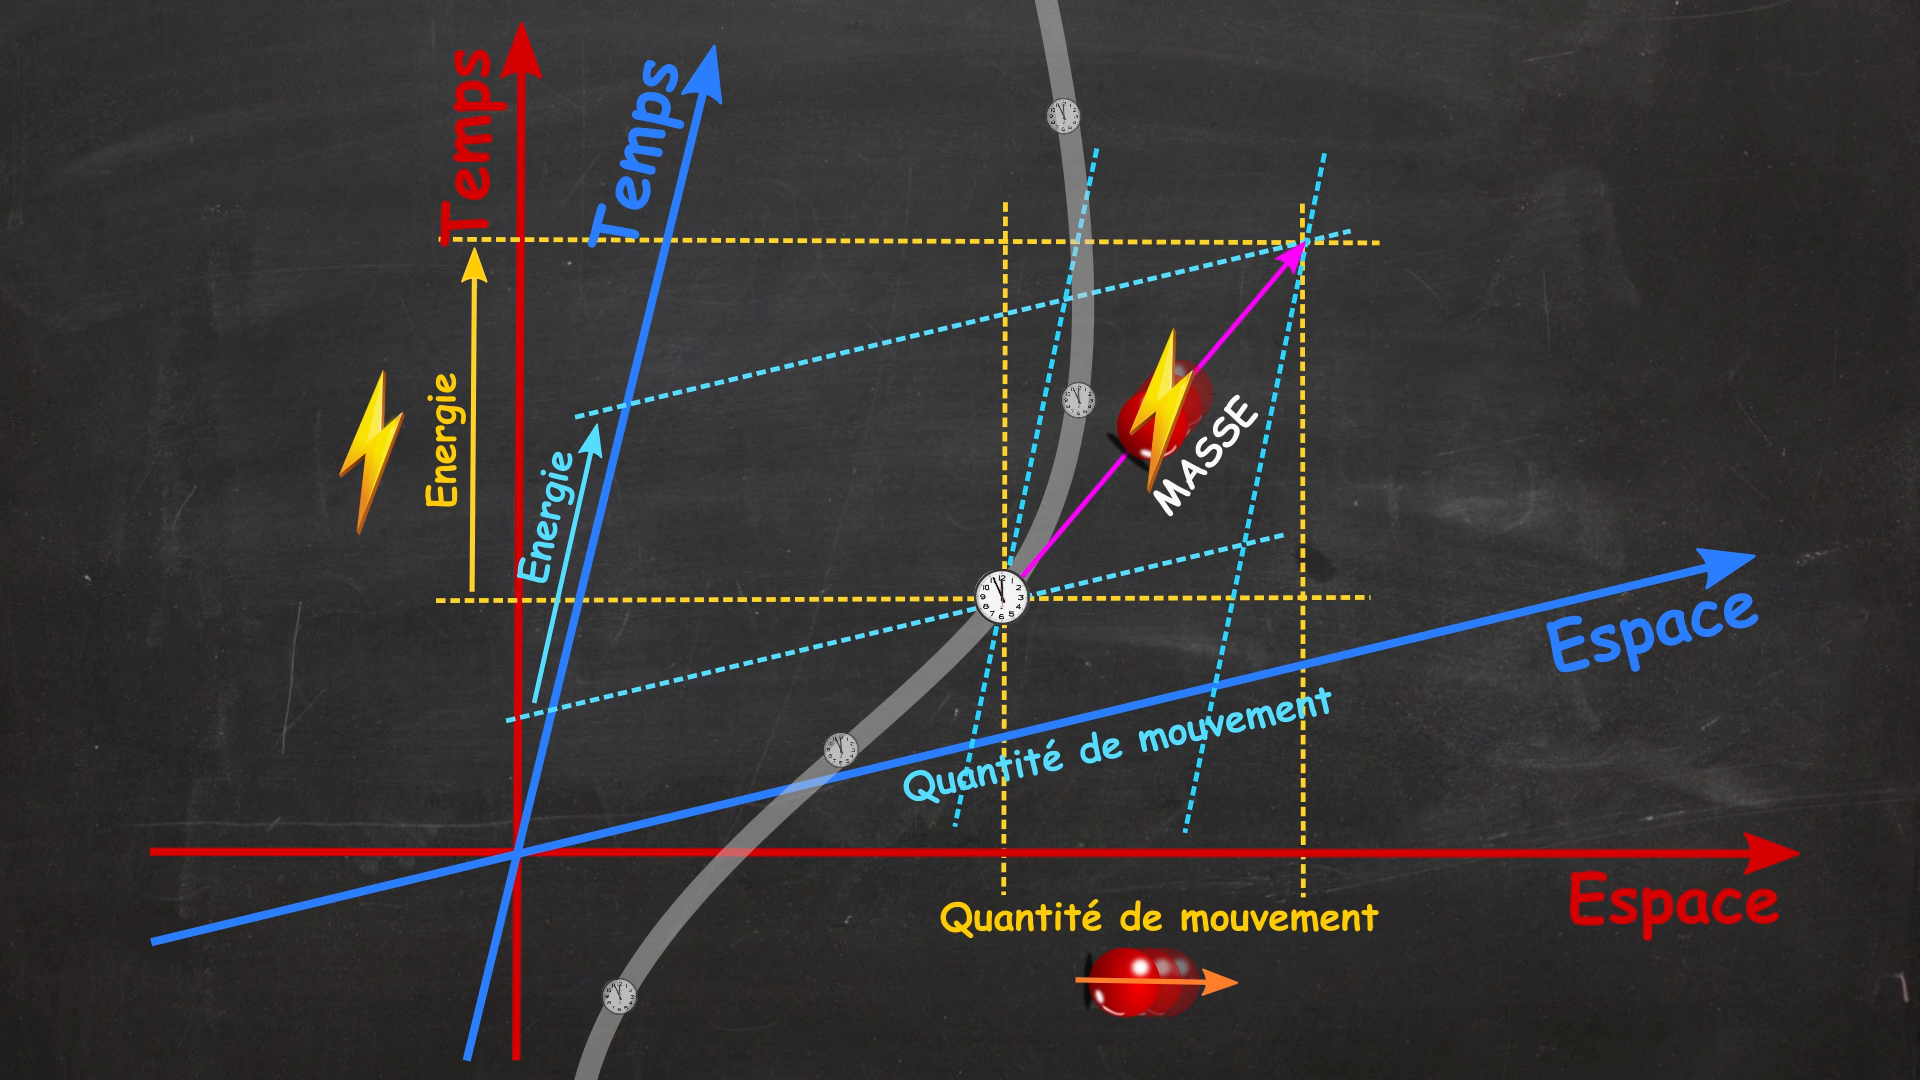 Temps
Temps
Energie
Energie
MASSE
Espace
Quantité de mouvement
Espace
Quantité de mouvement